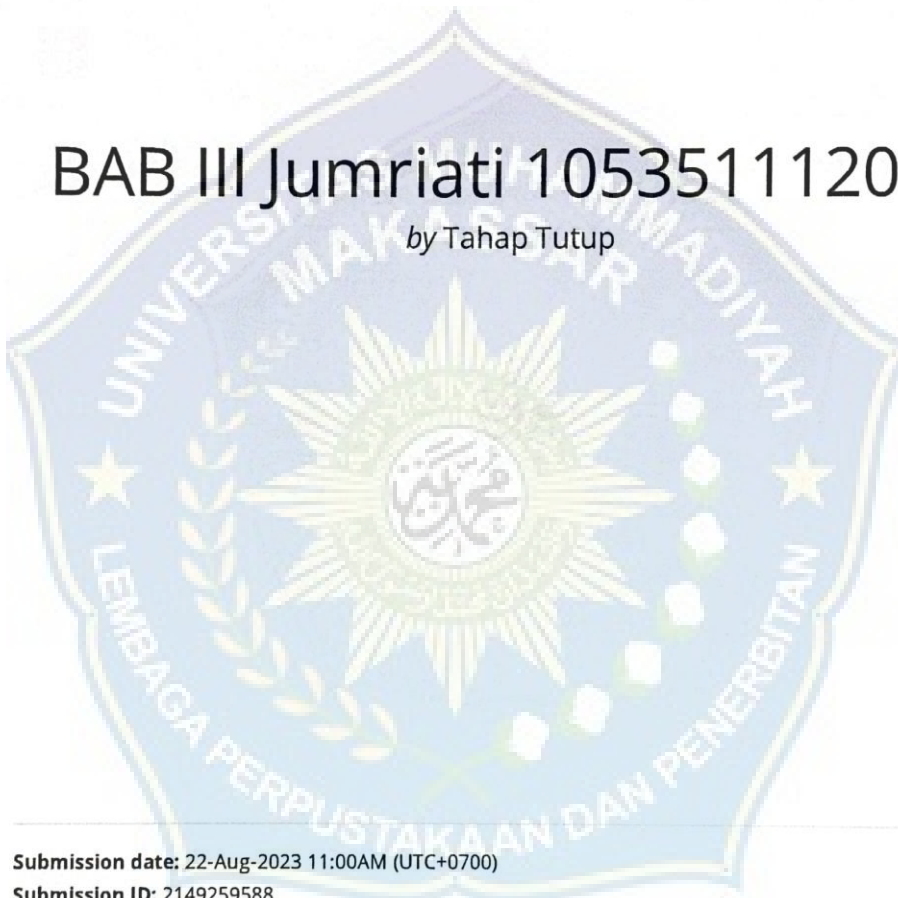 BAB III Jumriati 1053511120
by Tahap Tutup
UNIVERSITAS MUHAMMADIYAH
MAKASSAR
LEMBAGA PERPUSTAKAAN DAN PENERBITAN
Submission date: 22-Aug-2023 11:00AM (UTC+0700)
Submission ID: 2149259588